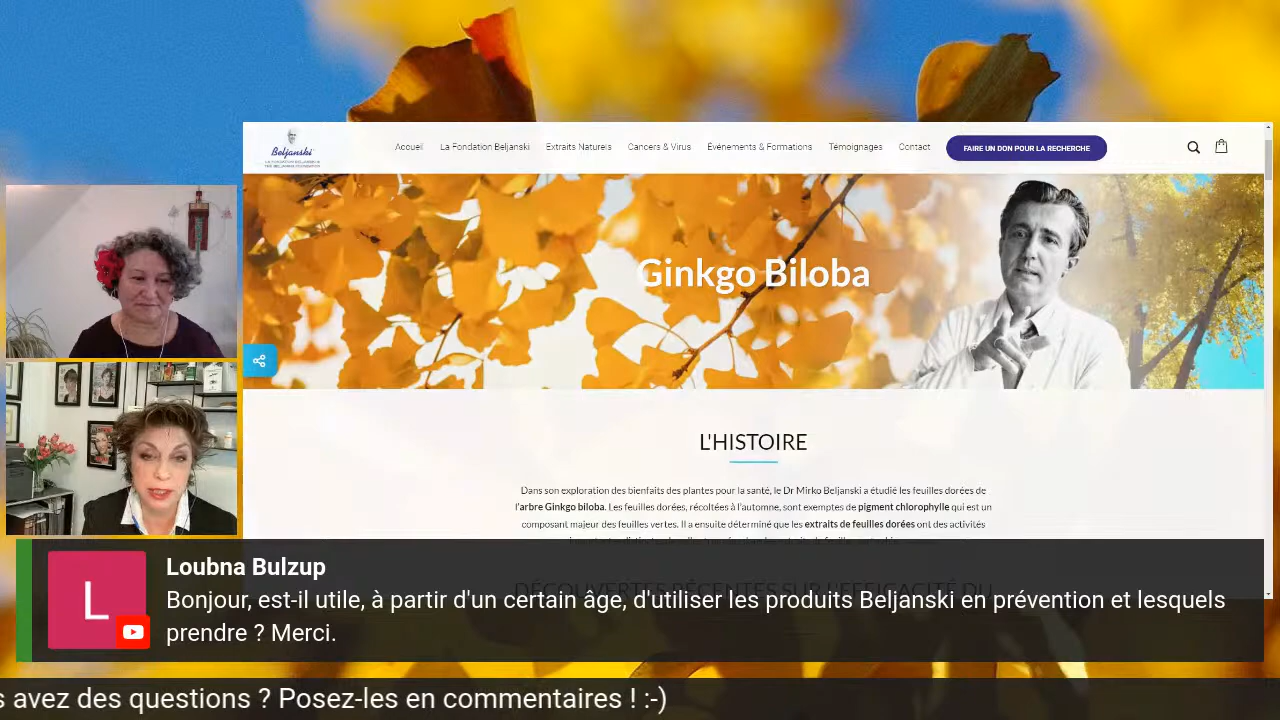 Beljanski
Accueil
La Fondation Beljanski
Extraits Naturels
Cancers & Virus
Événements & Formations
Témoignages
Contact
FAIRE UN DON POUR LA RECHERCHE
Ginkgo Biloba
L'HISTOIRE
Dans son exploration des bienfaits des plantes pour la santé, le Dr Mirko Beljanski a étudié les feuilles dorées de
l'arbre Ginkgo biloba. Les feuilles dorées, récoltées à l'automne, sont exemptes de pigment chlorophylle qui est un
composant majeur des feuilles vertes. Il a ensuite déterminé que les extraits de feuilles dorées ont des activités
DÉCOUVERTES RÉCENTES SUR L'EFFICACITÉ DU
L
Loubna Bulzup
Bonjour, est-il utile, à partir d'un certain âge, d'utiliser les produits Beljanski en prévention et lesquels
prendre ? Merci.
s avez des questions ? Posez-les en commentaires ! :-)